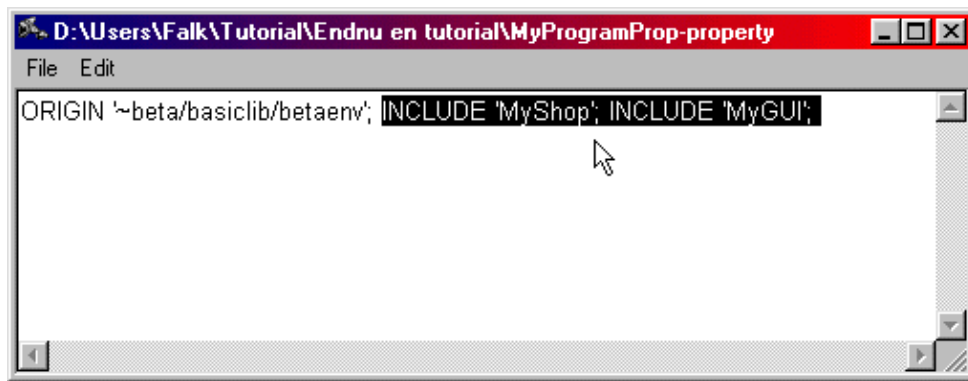 D:\Users\Falk\Tutorial\Endnu en tutorial\MyProgramProp-property
File Edit
ORIGIN '~beta/basiclib/betaenv'; INCLUDE 'MyShop'; INCLUDE 'MyGUI';